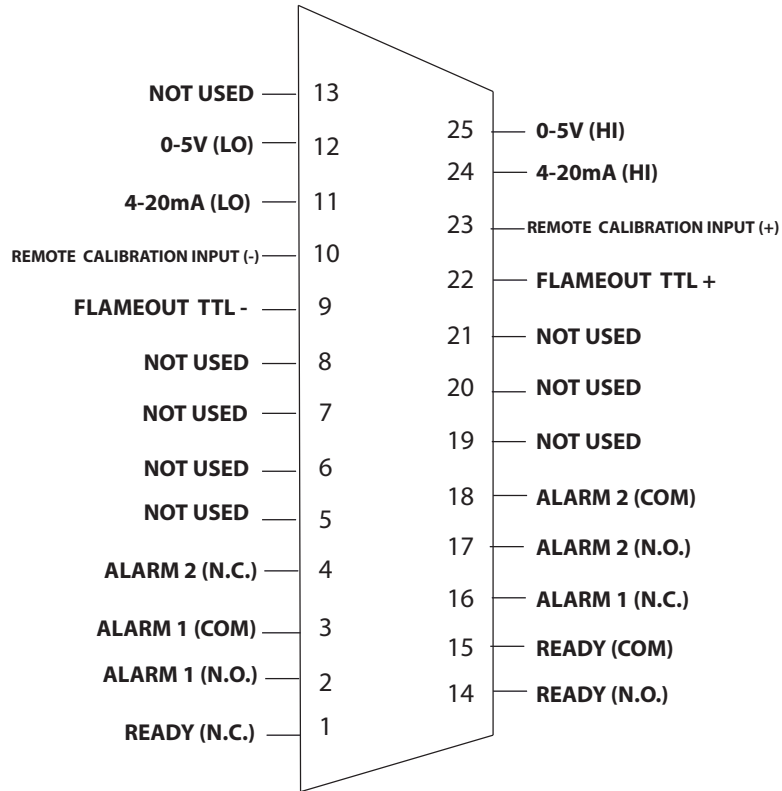 NOT USED 13
0-5V (LO) 12
4-20mA (LO) 11
REMOTE CALIBRATION INPUT (-) 10
FLAMEOUT TTL - 9
NOT USED 8
NOT USED 7
NOT USED 6
NOT USED 5
ALARM 2 (N.C.) 4
ALARM 1 (COM) 3
ALARM 1 (N.O.) 2
READY (N.C.) 1
25 0-5V (HI)
24 4-20mA (HI)
23 REMOTE CALIBRATION INPUT (+)
22 FLAMEOUT TTL +
21 NOT USED
20 NOT USED
19 NOT USED
18 ALARM 2 (COM)
17 ALARM 2 (N.O.)
16 ALARM 1 (N.C.)
15 READY (COM)
14 READY (N.O.)